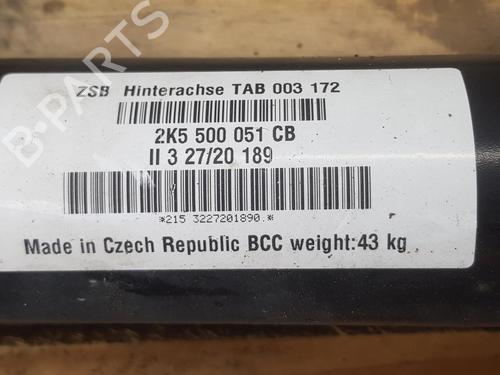 B-PARTS
ZSB Hinterachse TAB 003 172
2K5 500 051 CB
II 3 27/20 189
*215 3227201890.*
Made in Czech Republic BCC weight:43 kg